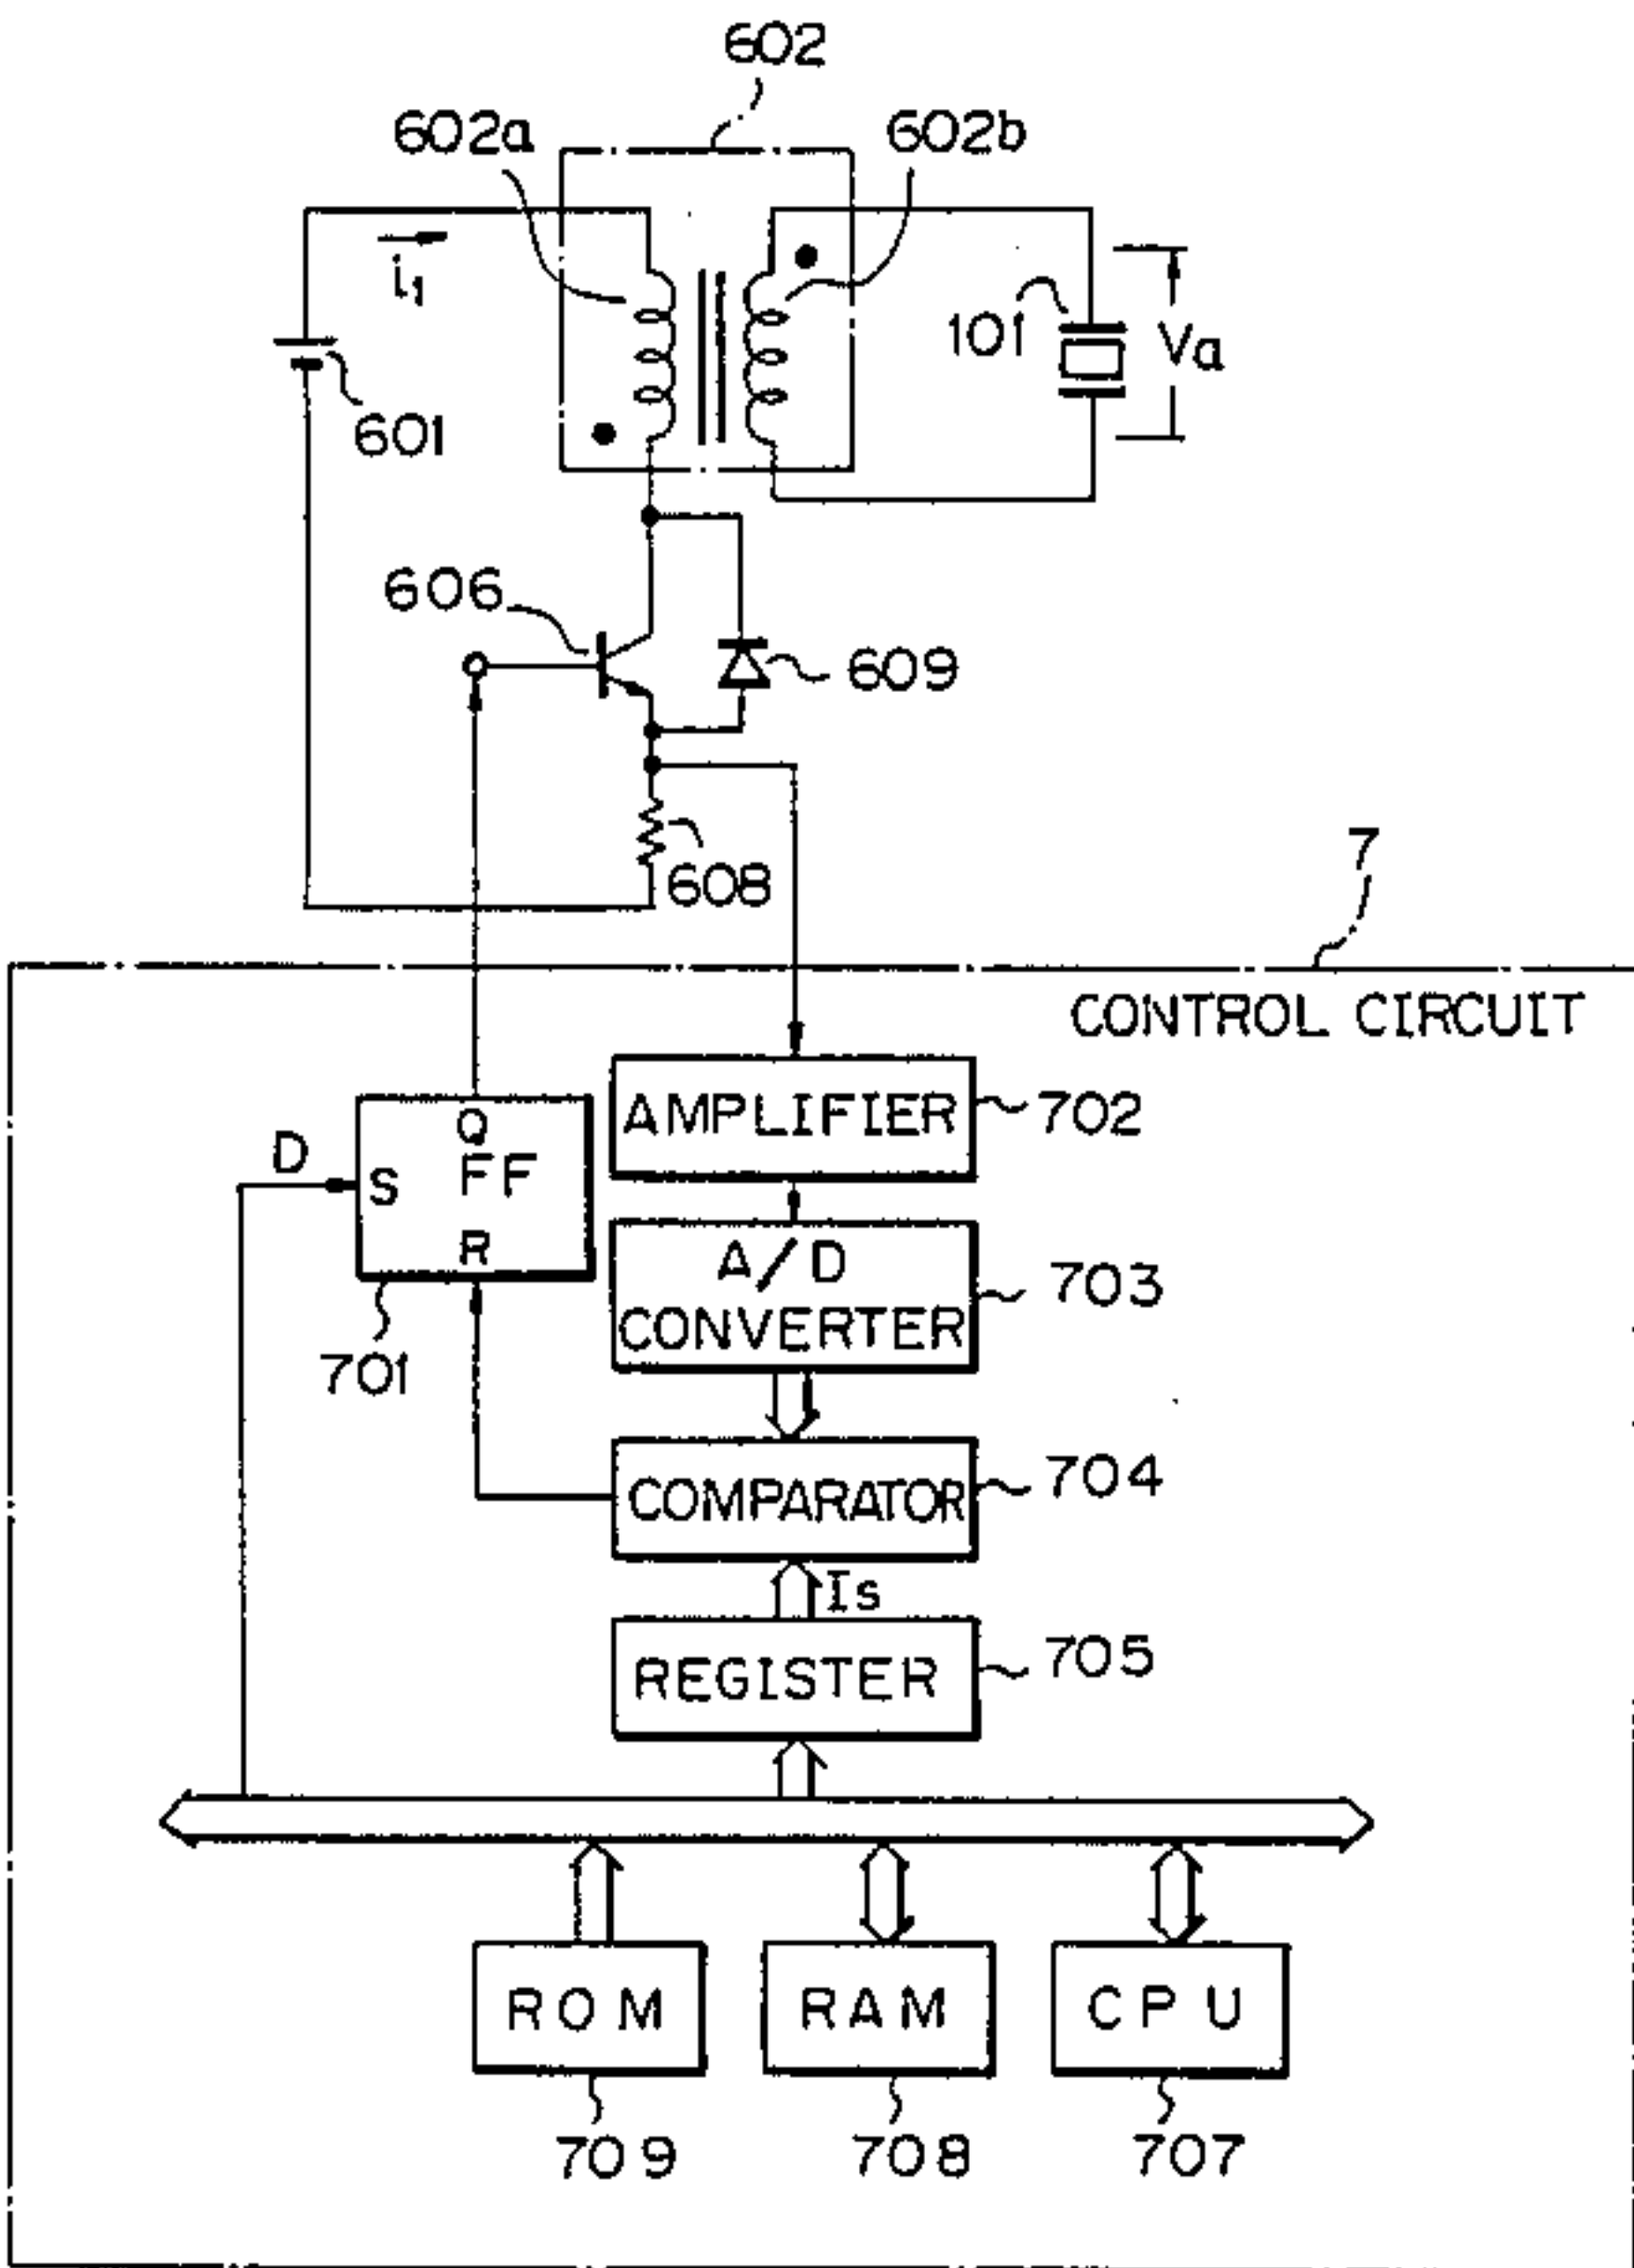 602
602a
602b
i1
101
Va
601
606
609
608
7
CONTROL CIRCUIT
Q
FF
S
R
D
701
AMPLIFIER
702
A/D
CONVERTER
703
COMPARATOR
704
Is
REGISTER
705
ROM
RAM
CPU
709
708
707